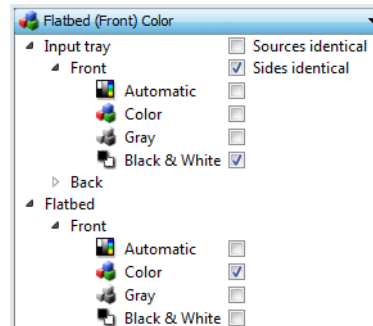 Flatbed (Front) Color
Input tray Sources identical
Front Sides identical
Automatic
Color
Gray
Black & White
Back
Flatbed
Front
Automatic
Color
Gray
Black & White